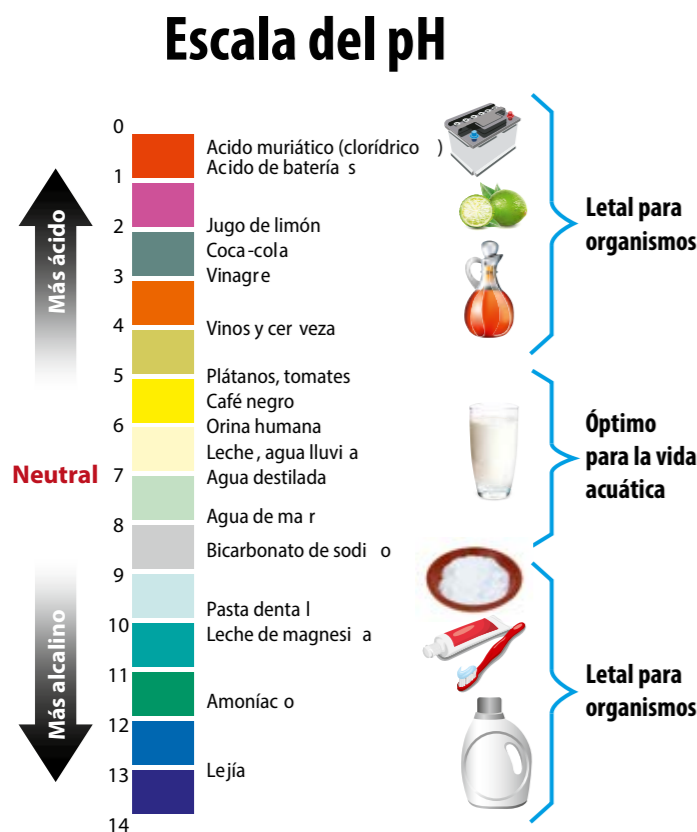 Escala del pH
0
Acido muriático (clorídrico )
Acido de batería s
1
2
Jugo de limón
Coca-cola
3
Vinagre
4
Vinos y cer veza
5
Plátanos, tomates
Café negro
6
Orina humana
Leche, agua lluvi a
7
Agua destilada
Agua de ma r
8
Bicarbonato de sodi o
9
Pasta denta l
10
Leche de magnesi a
11
Amoníac o
12
13
Lejía
14
Más ácido
Neutral
Más alcalino
Letal para
organismos
Óptimo
para la vida
acuática
Letal para
organismos